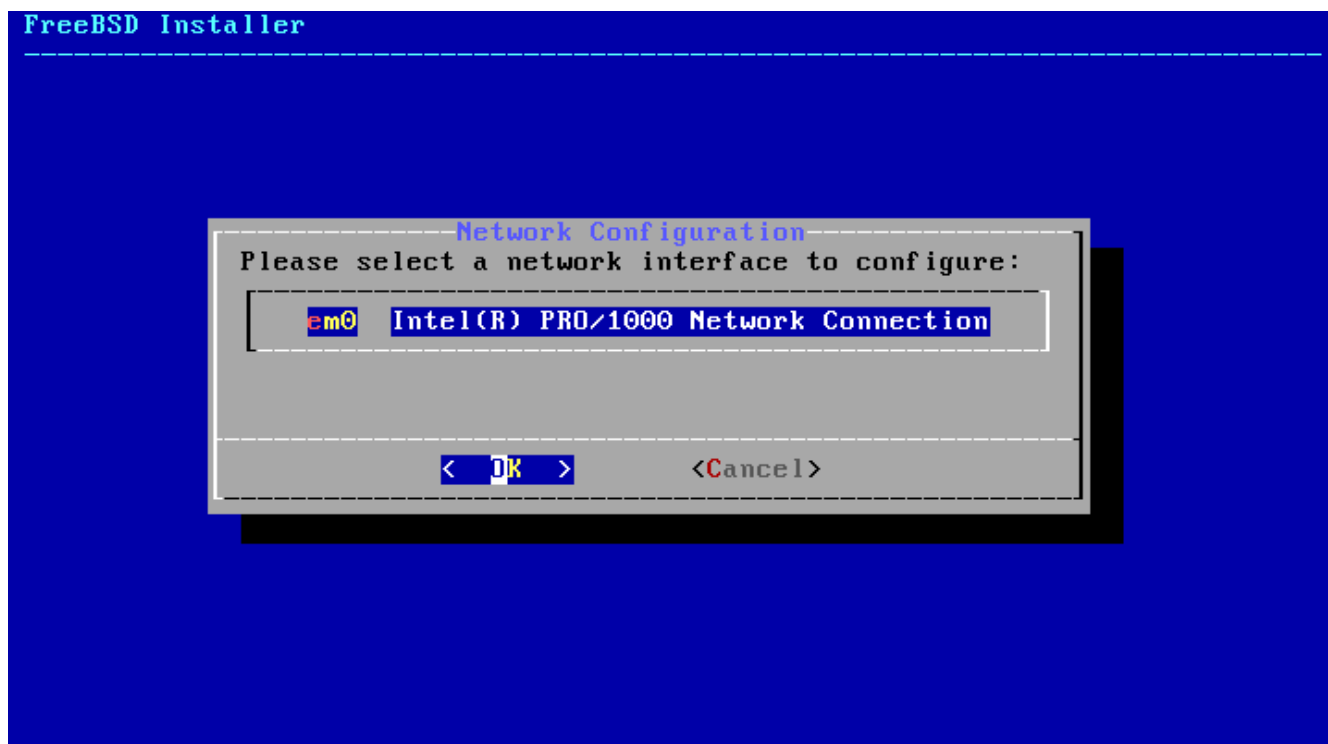 FreeBSD Installer
Network Configuration
Please select a network interface to configure:
em0 Intel(R) PRO/1000 Network Connection
< OK > <Cancel>